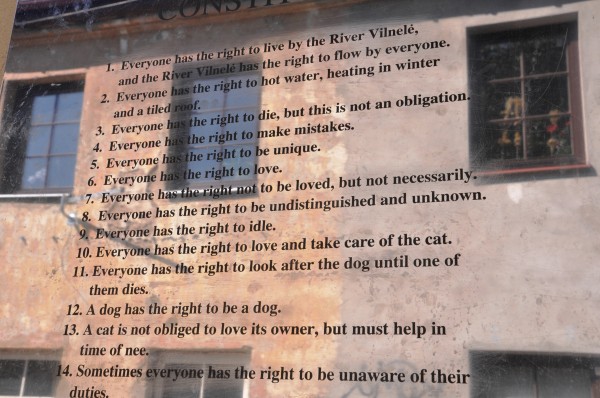 1. Everyone has the right to live by the River Vilnelė,
and the River Vilnelė has the right to flow by everyone.
2. Everyone has the right to hot water, heating in winter
and a tiled roof.
3. Everyone has the right to die, but this is not an obligation.
4. Everyone has the right to make mistakes.
5. Everyone has the right to be unique.
6. Everyone has the right to love.
7. Everyone has the right not to be loved, but not necessarily.
8. Everyone has the right to be undistinguished and unknown.
9. Everyone has the right to idle.
10. Everyone has the right to love and take care of the cat.
11. Everyone has the right to look after the dog until one of
them dies.
12. A dog has the right to be a dog.
13. A cat is not obliged to love its owner, but must help in
time of nee.
14. Sometimes everyone has the right to be unaware of their
duties.